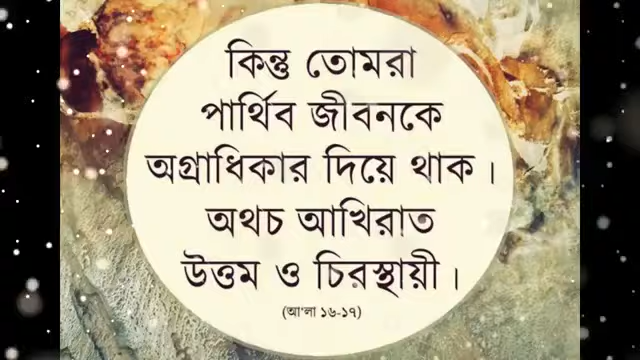 কিন্তু তোমরা
পার্থিব জীবনকে
অগ্রাধিকার দিয়ে থাক।
অথচ আখিরাত
উত্তম ও চিরস্থায়ী।
(আ'লা ১৬-১৭)